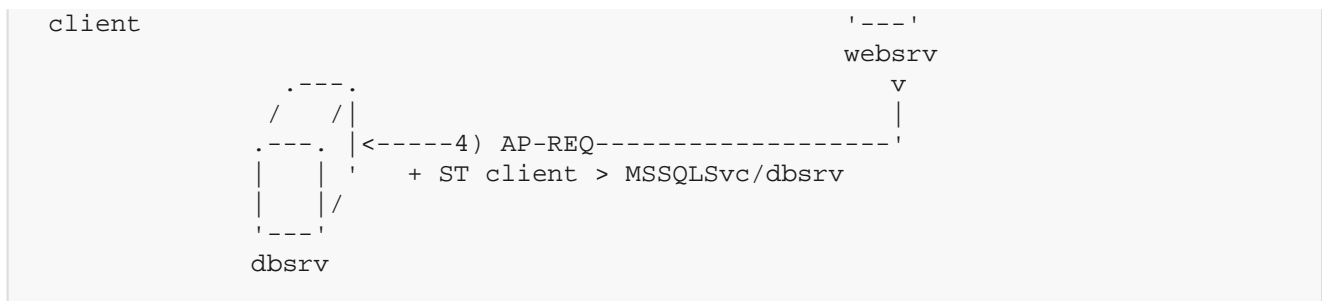 client                                                '---'
                                                      websrv
                 .---.                                   v
                /   /|                                   |
               .---. |<-----4) AP-REQ-------------------'
               |   | '   + ST client > MSSQLSvc/dbsrv
               |   |/
               '---'
               dbsrv